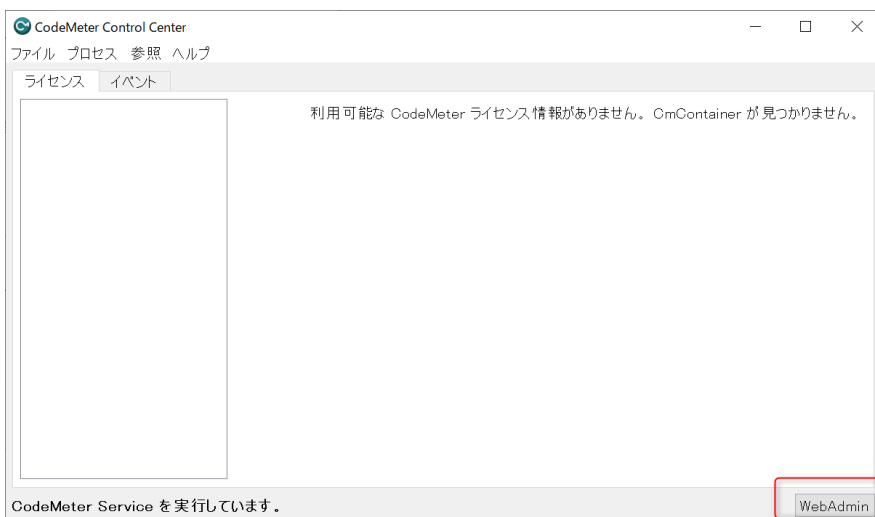 CodeMeter Control Center
ファイル プロセス 参照 ヘルプ
ライセンス イベント
利用可能な CodeMeter ライセンス情報がありません。CmContainer が見つかりません。
CodeMeter Service を実行しています。
WebAdmin